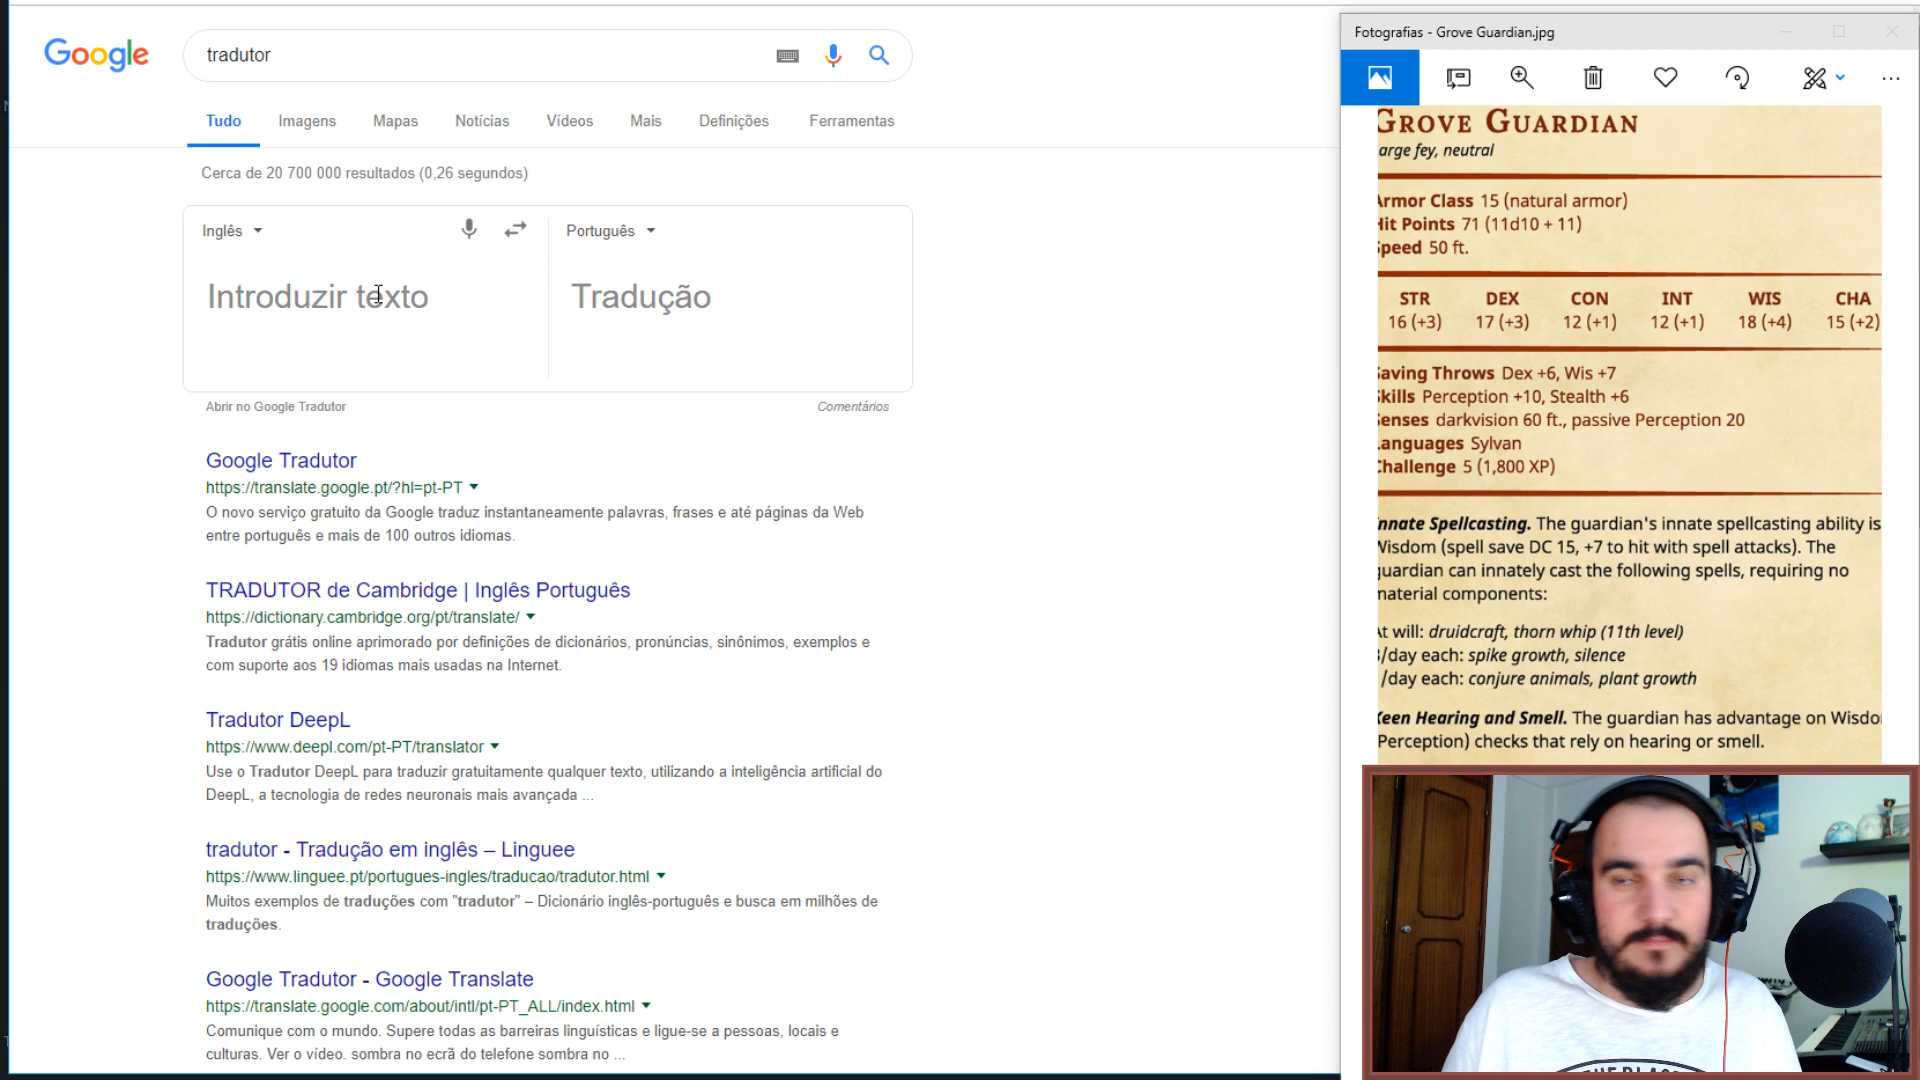 Google
tradutor
Tudo
Imagens
Mapas
Notícias
Vídeos
Mais
Definições
Ferramentas
Cerca de 20 700 000 resultados (0,26 segundos)
Inglês
Português
Introduzir texto
Tradução
Abrir no Google Tradutor
Comentários
Google Tradutor
https://translate.google.pt/?hl=pt-PT
O novo serviço gratuito da Google traduz instantaneamente palavras, frases e até páginas da Web
entre português e mais de 100 outros idiomas.
TRADUTOR de Cambridge | Inglês Português
https://dictionary.cambridge.org/pt/translate/
Tradutor grátis online aprimorado por definições de dicionários, pronúncias, sinônimos, exemplos e
com suporte aos 19 idiomas mais usadas na Internet.
Tradutor DeepL
https://www.deepl.com/pt-PT/translator
Use o Tradutor DeepL para traduzir gratuitamente qualquer texto, utilizando a inteligência artificial do
DeepL, a tecnologia de redes neuronais mais avançada ...
tradutor - Tradução em inglês – Linguee
https://www.linguee.pt/portugues-ingles/traducao/tradutor.html
Muitos exemplos de traduções com "tradutor" – Dicionário inglês-português e busca em milhões de
traduções.
Google Tradutor - Google Translate
https://translate.google.com/about/intl/pt-PT_ALL/index.html
Comunique com o mundo. Supere todas as barreiras linguísticas e ligue-se a pessoas, locais e
culturas. Ver o vídeo. sombra no ecrã do telefone sombra no ...
Fotografias - Grove Guardian.jpg
Grove Guardian
arge fey, neutral
Armor Class 15 (natural armor)
Hit Points 71 (11d10 + 11)
Speed 50 ft.
STR DEX CON INT WIS CHA
16 (+3) 17 (+3) 12 (+1) 12 (+1) 18 (+4) 15 (+2)
Saving Throws Dex +6, Wis +7
Skills Perception +10, Stealth +6
Senses darkvision 60 ft., passive Perception 20
Languages Sylvan
Challenge 5 (1,800 XP)
Innate Spellcasting. The guardian's innate spellcasting ability is
Wisdom (spell save DC 15, +7 to hit with spell attacks). The
guardian can innately cast the following spells, requiring no
material components:
At will: druidcraft, thorn whip (11th level)
/day each: spike growth, silence
/day each: conjure animals, plant growth
Keen Hearing and Smell. The guardian has advantage on Wisdo
Perception) checks that rely on hearing or smell.